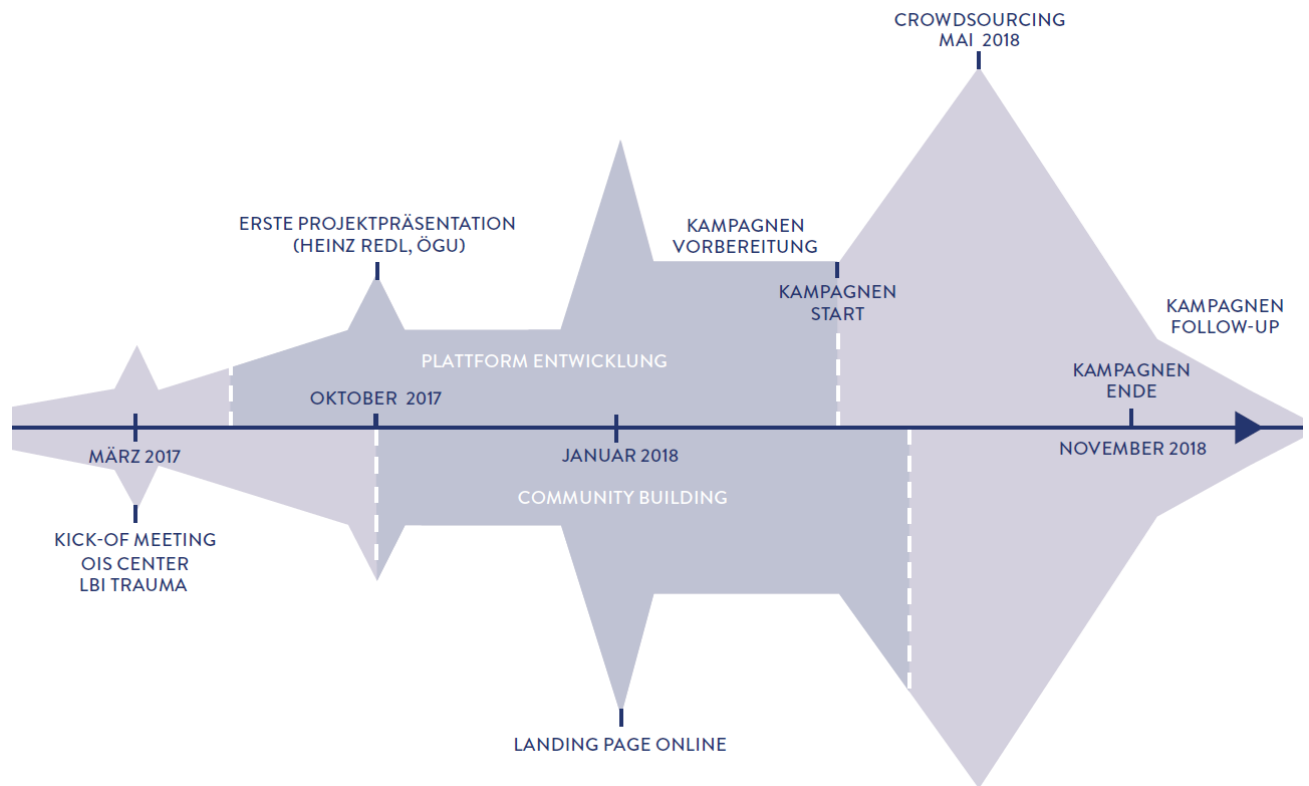 CROWDSOURCING
MAI 2018
ERSTE PROJEKTPRÄSENTATION
(HEINZ REDL, ÖGU)
KAMPAGNEN
VORBEREITUNG
KAMPAGNEN
START
KAMPAGNEN
FOLLOW-UP
PLATTFORM ENTWICKLUNG
KAMPAGNEN
ENDE
OKTOBER 2017
MÄRZ 2017
JANUAR 2018
NOVEMBER 2018
COMMUNITY BUILDING
KICK-OF MEETING
OIS CENTER
LBI TRAUMA
LANDING PAGE ONLINE